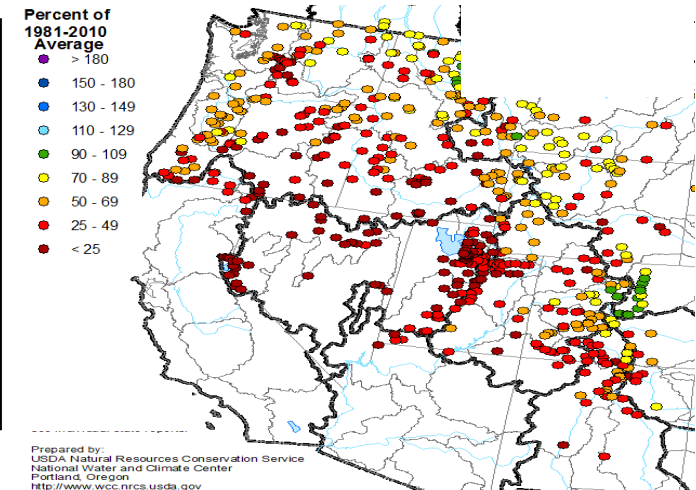 Percent of
1981-2010
Average
> 180
150 - 180
130 - 149
110 - 129
90 - 109
70 - 89
50 - 69
25 - 49
< 25
Prepared by:
USDA Natural Resources Conservation Service
National Water and Climate Center
Portland, Oregon
http://www.wcc.nrcs.usda.gov